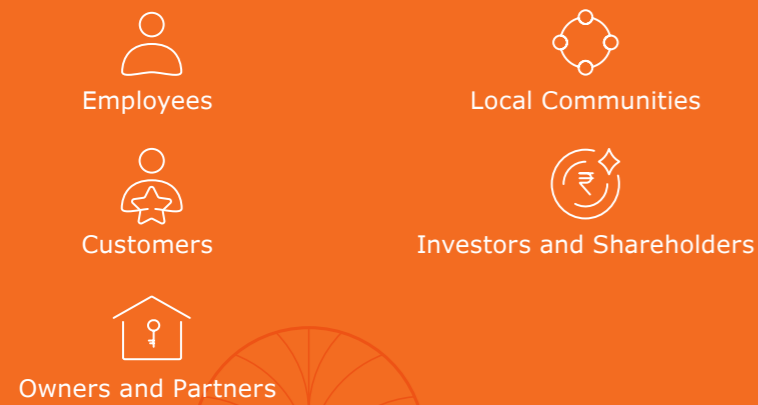 Employees
Local Communities
₹
Customers
Investors and Shareholders
Owners and Partners